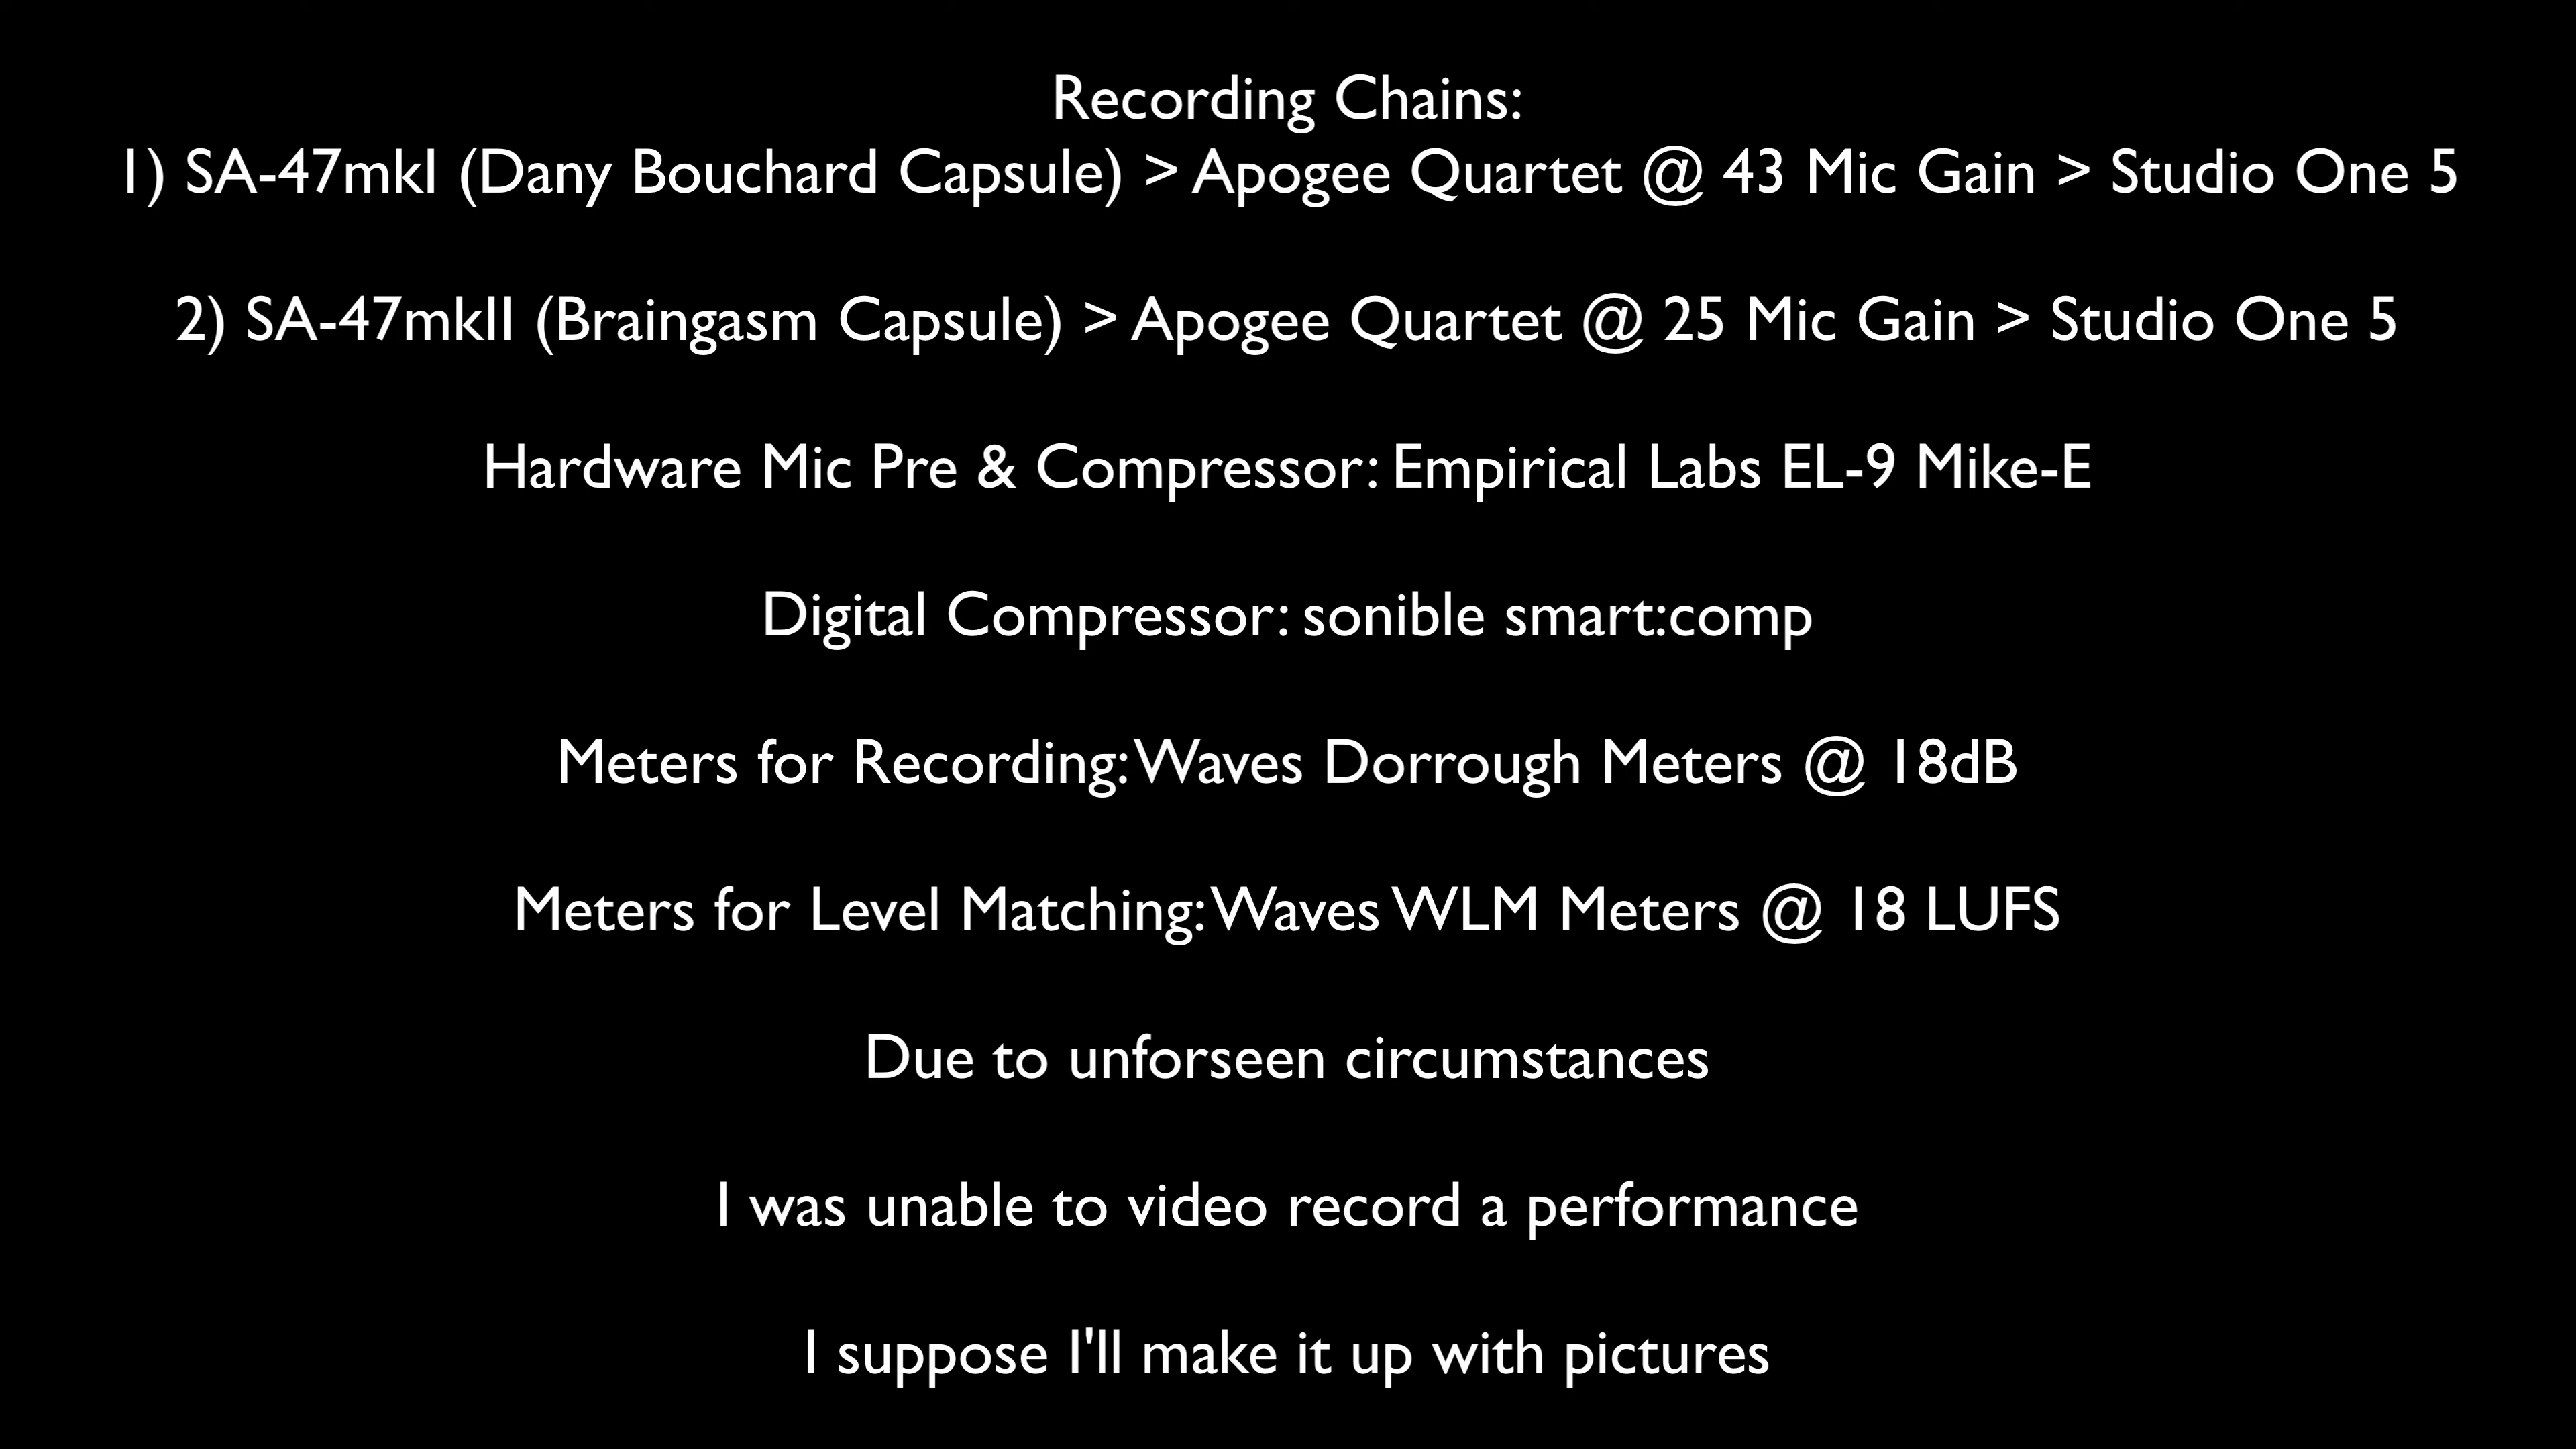 Recording Chains:
1) SA-47mkI (Dany Bouchard Capsule) > Apogee Quartet @ 43 Mic Gain > Studio One 5
2) SA-47mkII (Braingasm Capsule) > Apogee Quartet @ 25 Mic Gain > Studio One 5
Hardware Mic Pre & Compressor: Empirical Labs EL-9 Mike-E
Digital Compressor: sonible smart:comp
Meters for Recording: Waves Dorrough Meters @ 18dB
Meters for Level Matching: Waves WLM Meters @ 18 LUFS
Due to unforseen circumstances
I was unable to video record a performance
I suppose I'll make it up with pictures